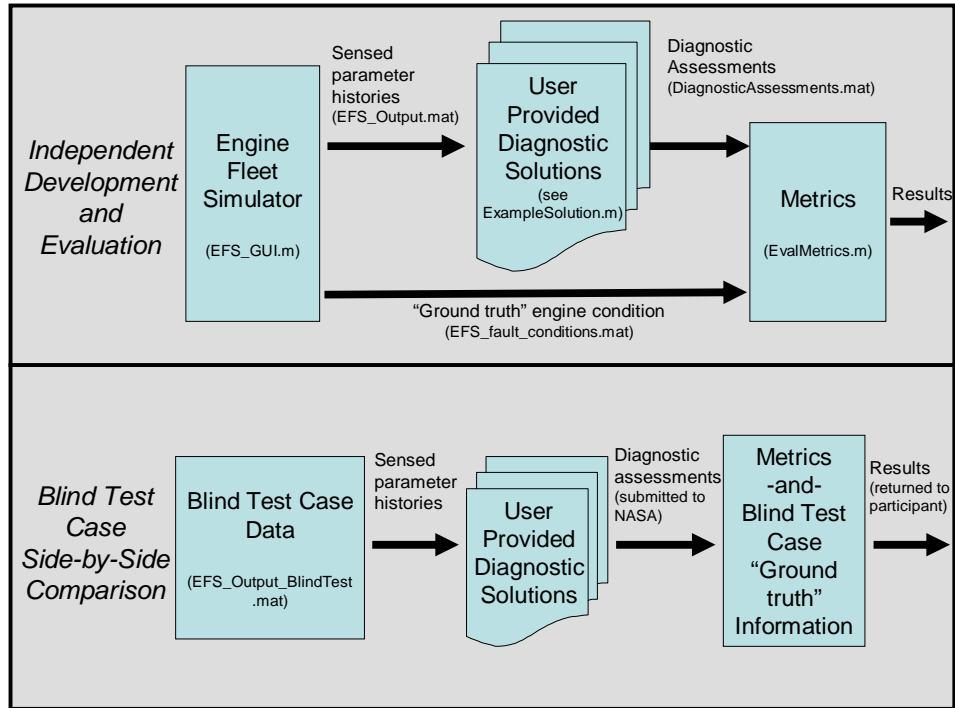 Independent
Development
and
Evaluation
Engine
Fleet
Simulator
(EFS_GUI.m)
Sensed
parameter
histories
(EFS_Output.mat)
User
Provided
Diagnostic
Solutions
(see
ExampleSolution.m)
Diagnostic
Assessments
(DiagnosticAssessments.mat)
Metrics
(EvalMetrics.m)
Results
“Ground truth” engine condition
(EFS_fault_conditions.mat)
Blind Test
Case
Side-by-Side
Comparison
Blind Test Case
Data
(EFS_Output_BlindTest
.mat)
Sensed
parameter
histories
User
Provided
Diagnostic
Solutions
Diagnostic
assessments
(submitted to
NASA)
Metrics
-and-
Blind Test
Case
“Ground
truth”
Information
Results
(returned to
participant)